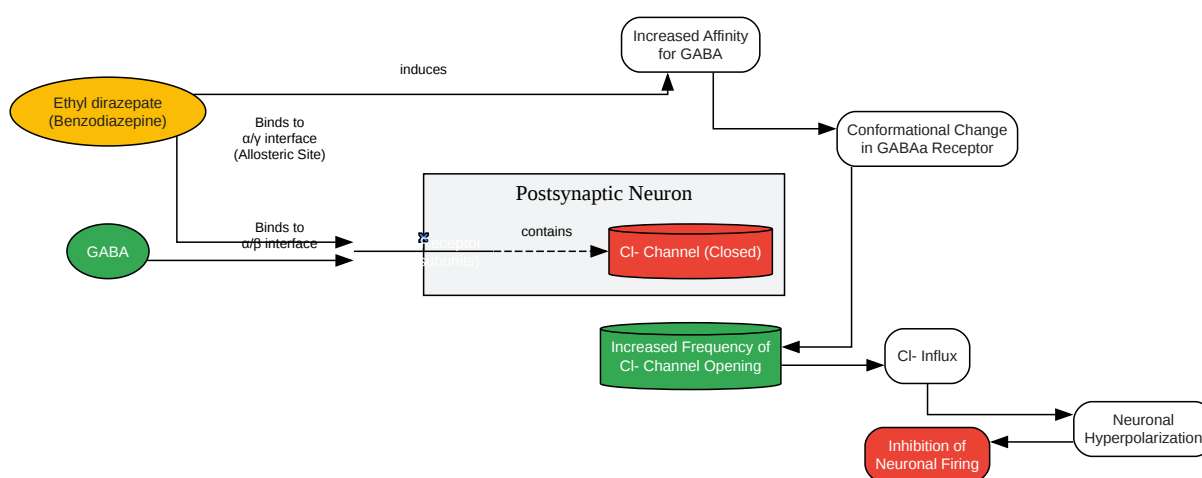 Increased Affinity
for GABA
induces
Ethyl dirazepate
(Benzodiazepine)
Binds to
α/γ interface
(Allosteric Site)
Conformational Change
in GABAa Receptor
Postsynaptic Neuron
Binds to
α/β interface
GABA
receptor
subunits)
contains
Cl- Channel (Closed)
Increased Frequency of
Cl- Channel Opening
Cl- Influx
Neuronal
Hyperpolarization
Inhibition of
Neuronal Firing